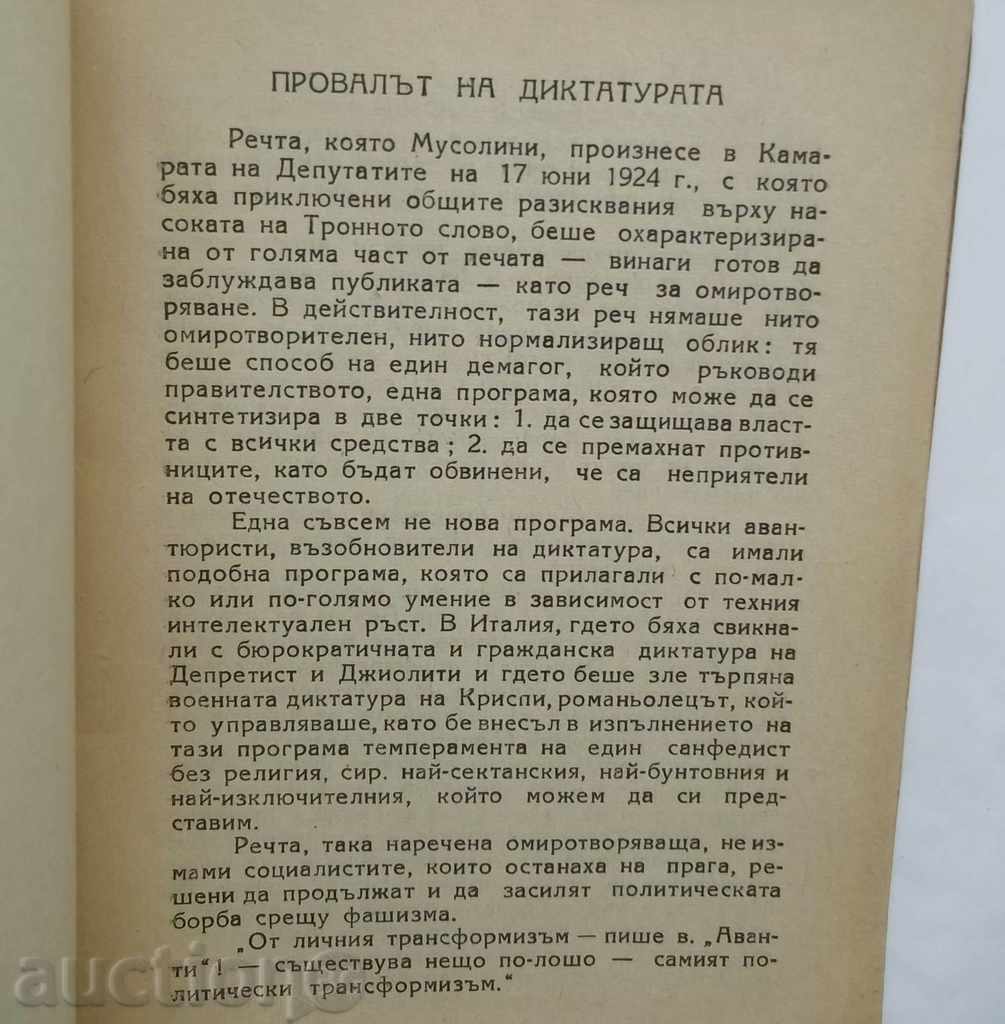 ПРОВАЛЪТ НА ДИКТАТУРАТА
Речта, която Мусолини, произнесе в Кама-
рата на Депутатите на 17 юни 1924 г., с която
бяха приключени общите разисквания върху на-
соката на Тронното слово, беше охарактеризира-
на от голяма част от печата — винаги готов да
заблуждава публиката — като реч за омиротво-
ряване. В действителност, тази реч нямаше нито
омиротворителен, нито нормализиращ облик: тя
беше способ на един демагог, който ръководи
правителството, една програма, която може да се
синтетизира в две точки: 1. да се защищава власт-
та с всички средства; 2. да се премахнат против-
ниците, като бъдат обвинени, че са неприятели
на отечеството.
Една съвсем не нова програма. Всички аван-
тюристи, възобновители на диктатура, са имали
подобна програма, която са прилагали с по-мал-
ко или по-голямо умение в зависимост от техния
интелектуален ръст. В Италия, гдето бяха свикна-
ли с бюрократичната и гражданска диктатура на
Депретист и Джиолити и гдето беше зле търпяна
военната диктатура на Криспи, романьолецът, кой-
то управляваше, като бе внесъл в изпълнението на
тази програма темперамента на един санфедист
без религия, сир. най-сектанския, най-бунтовния и
най-изключителния, който можем да си пред-
ставим.
Речта, така наречена омиротворяваща, не из-
мами социалистите, които останаха на прага, ре-
шени да продължат и да засилят политическата
борба срещу фашизма.
„От личния трансформизъм — пише в. „Аван-
ти“! — съществува нещо по-лошо — самият по-
литически трансформизъм.“
auction